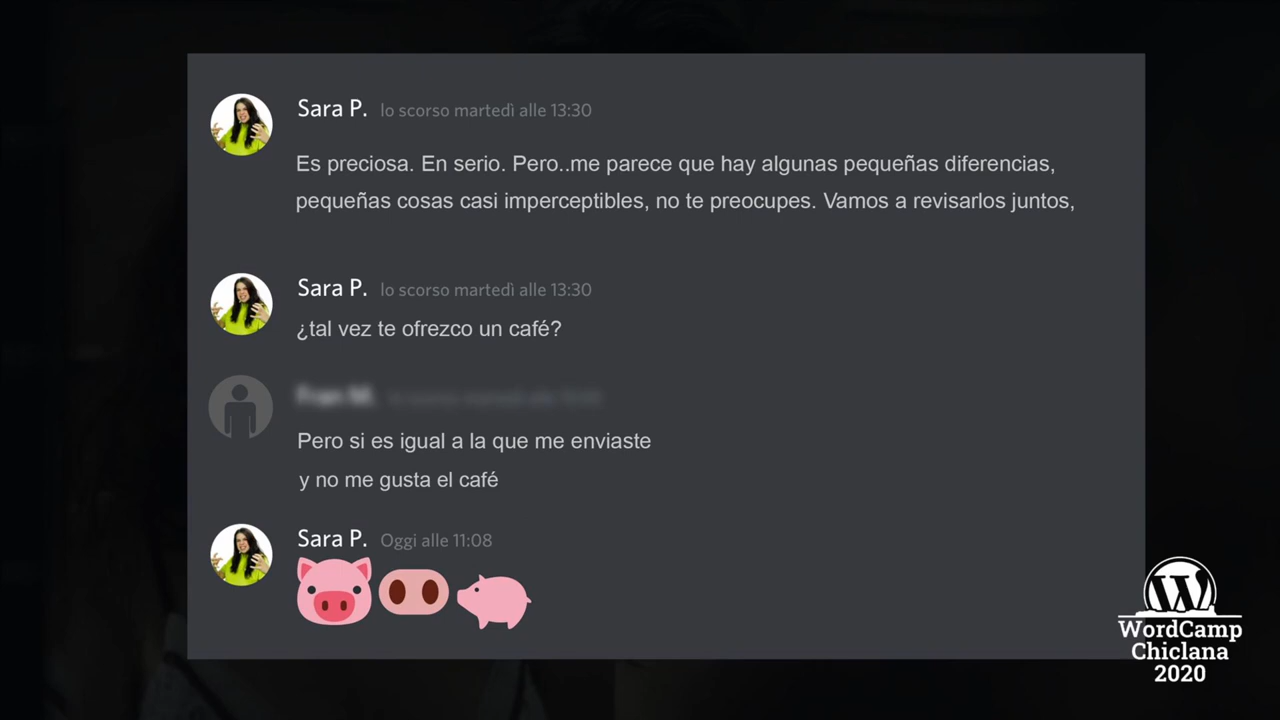 Sara P. lo scorso martedì alle 13:30
Es preciosa. En serio. Pero..me parece que hay algunas pequeñas diferencias,
pequeñas cosas casi imperceptibles, no te preocupes. Vamos a revisarlos juntos,
Sara P. lo scorso martedì alle 13:30
¿tal vez te ofrezco un café?
Pero si es igual a la que me enviaste
y no me gusta el café
Sara P. Oggi alle 11:08
WordCamp
Chiclana
2020